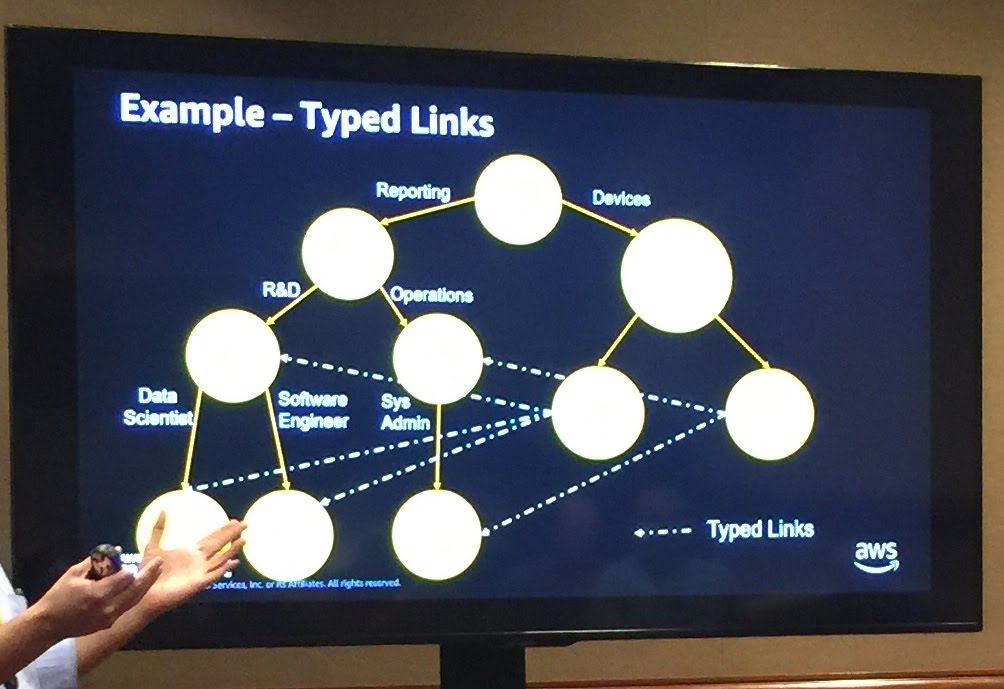 Example – Typed Links
Reporting
Devices
R&D
Operations
Data
Scientist
Software
Engineer
Sys
Admin
Typed Links
aws
Services, Inc. or its Affiliates. All rights reserved.